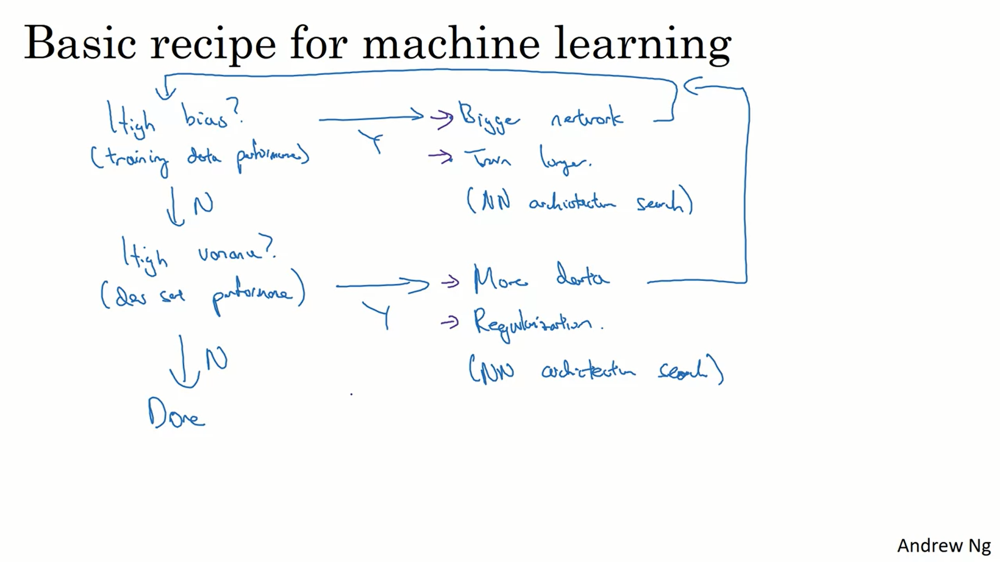 Basic recipe for machine learning
High bias?
Y
Bigger network
(training data performance)
Train longer.
N
(NN architecture search)
High variance?
(dev set performance)
Y
More data
Regularization.
N
(NN architecture search)
Done
Andrew Ng